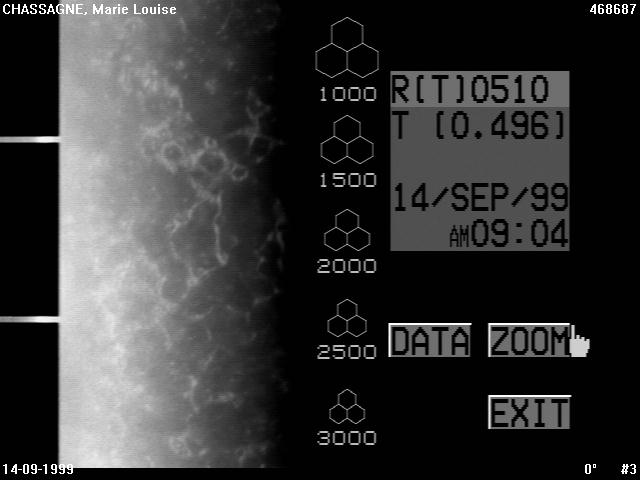 CHASSAGNE, Marie Louise
468687
1000
1500
2000
2500
3000
R[T]0510
T [0.496]
14/SEP/99
AM09:04
DATA ZOOM
EXIT
14-09-1999
0° #3